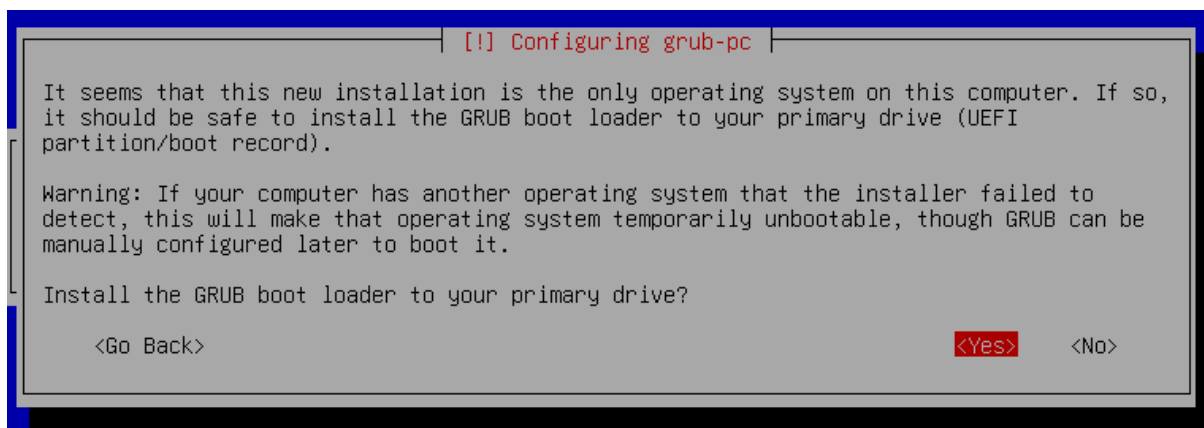 [!] Configuring grub-pc
It seems that this new installation is the only operating system on this computer. If so,
it should be safe to install the GRUB boot loader to your primary drive (UEFI
partition/boot record).
Warning: If your computer has another operating system that the installer failed to
detect, this will make that operating system temporarily unbootable, though GRUB can be
manually configured later to boot it.
Install the GRUB boot loader to your primary drive?
<Go Back> <Yes> <No>